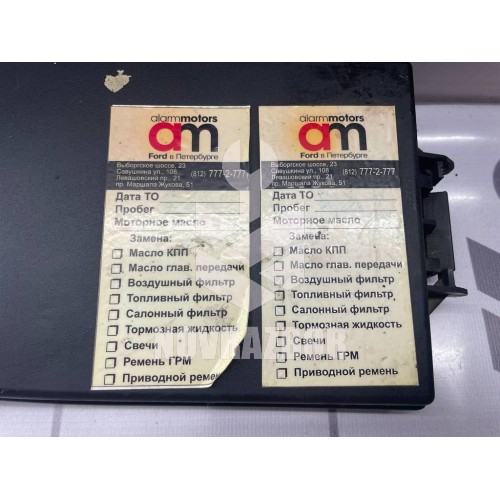 alarmmotors
am
Ford в Петербурге
Выборгское шоссе, 23
Савушкина ул., 108
Левашовский пр., 21
пр. Маршала Жукова, 51
(812) 777-2-777
Дата ТО
Пробег
Моторное масло
Замена:
Масло КПП
Масло глав. передачи
Воздушный фильтр
Топливный фильтр
Салонный фильтр
Тормозная жидкость
Свечи
Ремень ГРМ
Приводной ремень
alarmmotors
am
Ford в Петербурге
Выборгское шоссе, 23
Савушкина ул., 108
Левашовский пр., 21
пр. Маршала Жукова, 51
(812) 777-2-777
Дата ТО
Пробег
Моторное масло
Замена:
Масло КПП
Масло глав. передачи
Воздушный фильтр
Топливный фильтр
Салонный фильтр
Тормозная жидкость
Свечи
Ремень ГРМ
Приводной ремень